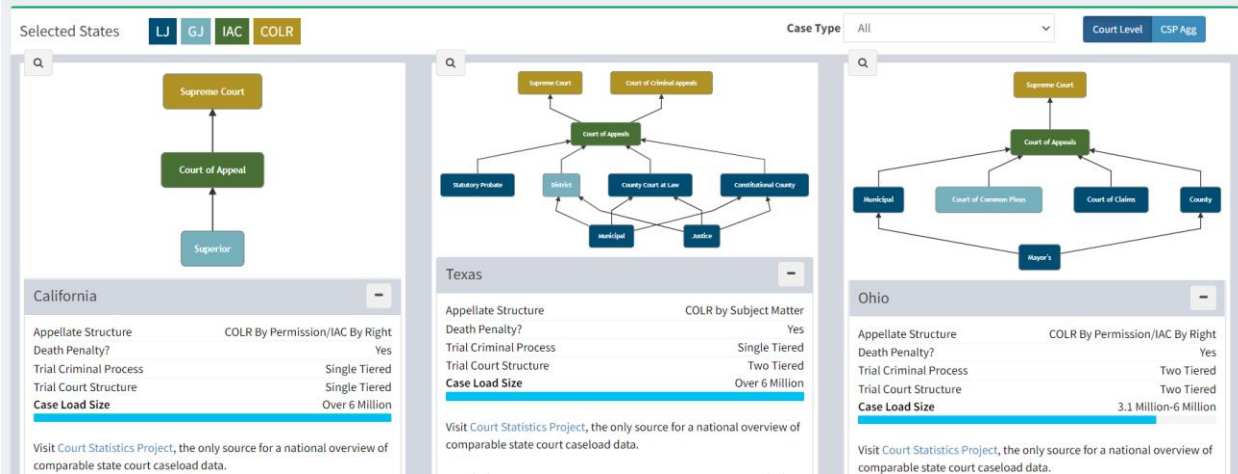 Selected States LJ GJ IAC COLR Case Type All Court Level CSP Agg
Supreme Court
Court of Appeal
Superior
California
Appellate Structure COLR By Permission/IAC By Right
Death Penalty? Yes
Trial Criminal Process Single Tiered
Trial Court Structure Single Tiered
Case Load Size Over 6 Million
Visit Court Statistics Project, the only source for a national overview of
comparable state court caseload data.
Supreme Court Court of Criminal Appeals
Court of Appeals
Statutory Probate District County Court at Law Constitutional County
Municipal Justice
Texas
Appellate Structure COLR by Subject Matter
Death Penalty? Yes
Trial Criminal Process Single Tiered
Trial Court Structure Two Tiered
Case Load Size Over 6 Million
Visit Court Statistics Project, the only source for a national overview of
comparable state court caseload data.
Supreme Court
Court of Appeals
Municipal Court of Common Pleas Court of Claims County
Mayor's
Ohio
Appellate Structure COLR By Permission/IAC By Right
Death Penalty? Yes
Trial Criminal Process Two Tiered
Trial Court Structure Two Tiered
Case Load Size 3.1 Million-6 Million
Visit Court Statistics Project, the only source for a national overview of
comparable state court caseload data.